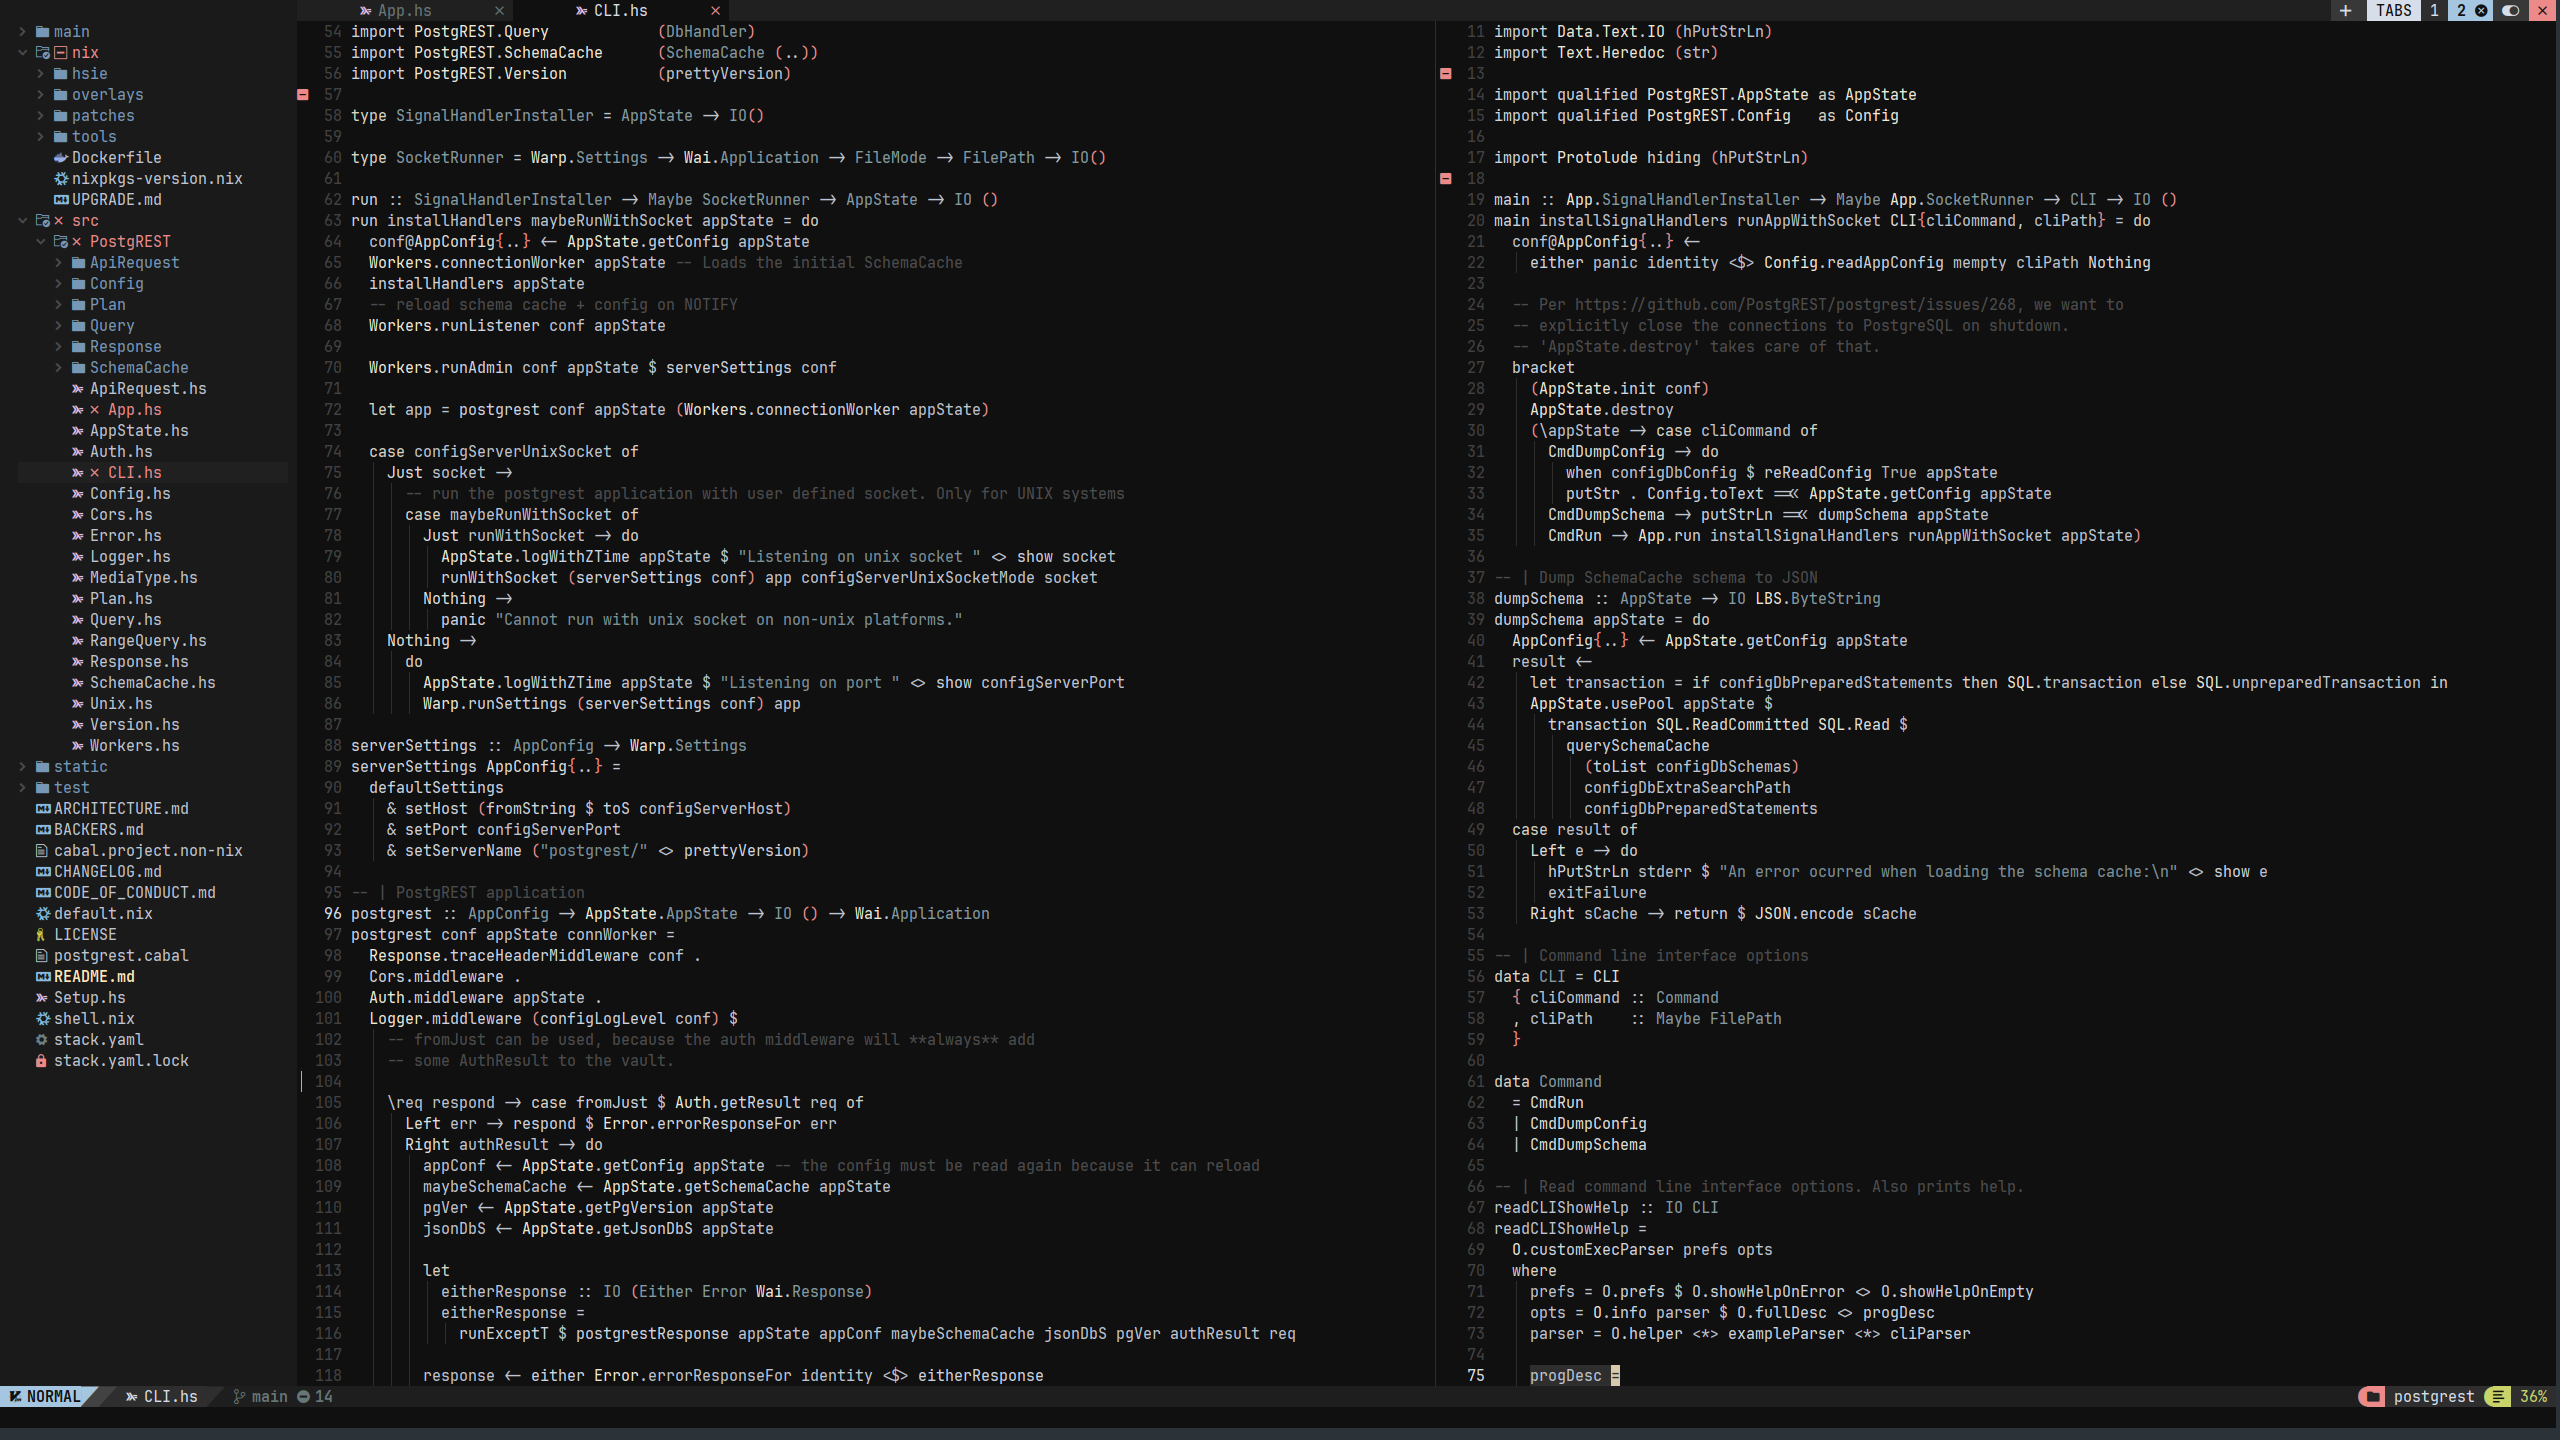 App.hs ×
CLI.hs ×
+ TABS 1 2 ×
main
nix
hsie
overlays
patches
tools
Dockerfile
nixpkgs-version.nix
UPGRADE.md
src
PostgREST
ApiRequest
Config
Plan
Query
Response
SchemaCache
ApiRequest.hs
App.hs
AppState.hs
Auth.hs
CLI.hs
Config.hs
Cors.hs
Error.hs
Logger.hs
MediaType.hs
Plan.hs
Query.hs
RangeQuery.hs
Response.hs
SchemaCache.hs
Unix.hs
Version.hs
Workers.hs
static
test
ARCHITECTURE.md
BACKERS.md
cabal.project.non-nix
CHANGELOG.md
CODE_OF_CONDUCT.md
default.nix
LICENSE
postgrest.cabal
README.md
Setup.hs
shell.nix
stack.yaml
stack.yaml.lock
54 import PostgREST.Query            (DbHandler)
55 import PostgREST.SchemaCache      (SchemaCache (..))
56 import PostgREST.Version          (prettyVersion)
57
58 type SignalHandlerInstaller = AppState -> IO()
59
60 type SocketRunner = Warp.Settings -> Wai.Application -> FileMode -> FilePath -> IO()
61
62 run :: SignalHandlerInstaller -> Maybe SocketRunner -> AppState -> IO ()
63 run installHandlers maybeRunWithSocket appState = do
64   conf@AppConfig{..} <- AppState.getConfig appState
65   Workers.connectionWorker appState -- Loads the initial SchemaCache
66   installHandlers appState
67   -- reload schema cache + config on NOTIFY
68   Workers.runListener conf appState
69
70   Workers.runAdmin conf appState $ serverSettings conf
71
72   let app = postgrest conf appState (Workers.connectionWorker appState)
73
74   case configServerUnixSocket of
75     Just socket ->
76       -- run the postgrest application with user defined socket. Only for UNIX systems
77       case maybeRunWithSocket of
78         Just runWithSocket -> do
79           AppState.logWithZTime appState $ "Listening on unix socket " <> show socket
80           runWithSocket (serverSettings conf) app configServerUnixSocketMode socket
81         Nothing ->
82           panic "Cannot run with unix socket on non-unix platforms."
83     Nothing ->
84       do
85         AppState.logWithZTime appState $ "Listening on port " <> show configServerPort
86         Warp.runSettings (serverSettings conf) app
87
88 serverSettings :: AppConfig -> Warp.Settings
89 serverSettings AppConfig{..} =
90   defaultSettings
91     & setHost (fromString $ toS configServerHost)
92     & setPort configServerPort
93     & setServerName ("postgrest/" <> prettyVersion)
94
95 -- | PostgREST application
96 postgrest :: AppConfig -> AppState.AppState -> IO () -> Wai.Application
97 postgrest conf appState connWorker =
98   Response.traceHeaderMiddleware conf .
99   Cors.middleware .
100   Auth.middleware appState .
101   Logger.middleware (configLogLevel conf) $
102     -- fromJust can be used, because the auth middleware will **always** add
103     -- some AuthResult to the vault.
104
105     \req respond -> case fromJust $ Auth.getResult req of
106       Left err -> respond $ Error.errorResponseFor err
107       Right authResult -> do
108         appConf <- AppState.getConfig appState -- the config must be read again because it can reload
109         maybeSchemaCache <- AppState.getSchemaCache appState
110         pgVer <- AppState.getPgVersion appState
111         jsonDbS <- AppState.getJsonDbS appState
112
113         let
114           eitherResponse :: IO (Either Error Wai.Response)
115           eitherResponse =
116             runExceptT $ postgrestResponse appState appConf maybeSchemaCache jsonDbS pgVer authResult req
117
118         response <- either Error.errorResponseFor identity <$> eitherResponse
11 import Data.Text.IO (hPutStrLn)
12 import Text.Heredoc (str)
13
14 import qualified PostgREST.AppState as AppState
15 import qualified PostgREST.Config   as Config
16
17 import Protolude hiding (hPutStrLn)
18
19 main :: App.SignalHandlerInstaller -> Maybe App.SocketRunner -> CLI -> IO ()
20 main installSignalHandlers runAppWithSocket CLI{cliCommand, cliPath} = do
21   conf@AppConfig{..} <-
22     either panic identity <$> Config.readAppConfig mempty cliPath Nothing
23
24   -- Per https://github.com/PostgREST/postgrest/issues/268, we want to
25   -- explicitly close the connections to PostgreSQL on shutdown.
26   -- 'AppState.destroy' takes care of that.
27   bracket
28     (AppState.init conf)
29     AppState.destroy
30     (\appState -> case cliCommand of
31       CmdDumpConfig -> do
32         when configDbConfig $ reReadConfig True appState
33         putStr . Config.toText =<< AppState.getConfig appState
34       CmdDumpSchema -> putStrLn =<< dumpSchema appState
35       CmdRun -> App.run installSignalHandlers runAppWithSocket appState)
36
37 -- | Dump SchemaCache schema to JSON
38 dumpSchema :: AppState -> IO LBS.ByteString
39 dumpSchema appState = do
40   AppConfig{..} <- AppState.getConfig appState
41   result <-
42     let transaction = if configDbPreparedStatements then SQL.transaction else SQL.unpreparedTransaction in
43     AppState.usePool appState $
44       transaction SQL.ReadCommitted SQL.Read $
45         querySchemaCache
46           (toList configDbSchemas)
47           configDbExtraSearchPath
48           configDbPreparedStatements
49   case result of
50     Left e -> do
51       hPutStrLn stderr $ "An error ocurred when loading the schema cache:\n" <> show e
52       exitFailure
53     Right sCache -> return $ JSON.encode sCache
54
55 -- | Command line interface options
56 data CLI = CLI
57   { cliCommand :: Command
58   , cliPath    :: Maybe FilePath
59   }
60
61 data Command
62   = CmdRun
63   | CmdDumpConfig
64   | CmdDumpSchema
65
66 -- | Read command line interface options. Also prints help.
67 readCLIShowHelp :: IO CLI
68 readCLIShowHelp =
69   O.customExecParser prefs opts
70   where
71     prefs = O.prefs $ O.showHelpOnError <> O.showHelpOnEmpty
72     opts = O.info parser $ O.fullDesc <> progDesc
73     parser = O.helper <*> exampleParser <*> cliParser
74
75     progDesc =
NORMAL CLI.hs main 14 postgrest 36%